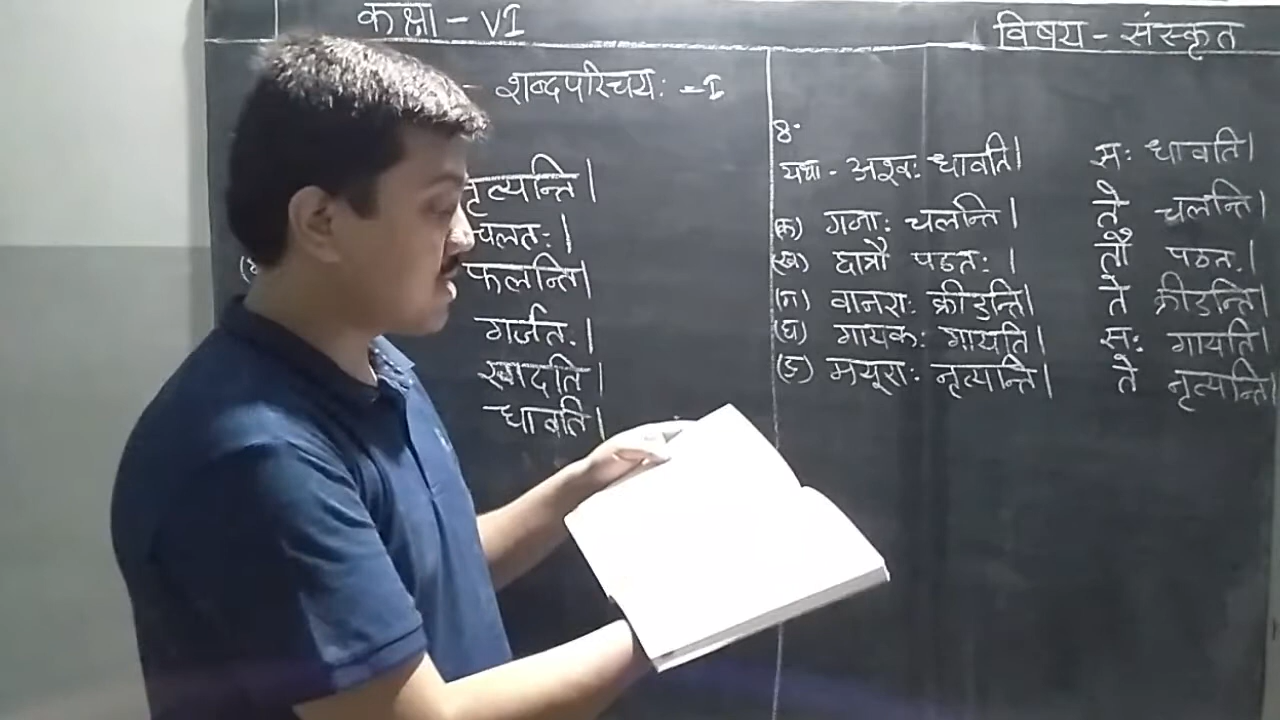 कक्षा - VI
विषय - संस्कृत
- शब्दपरिचयः - I
नृत्यन्ति।
चलतः।
फलन्ति।
गर्जतः।
खादति।
धावति।
8.
यथा - अश्वः धावति। सः धावति।
(क) गजाः चलन्ति। ते चलन्ति।
(ख) छात्रौ पठतः। तौ पठतः।
(ग) वानराः क्रीडन्ति। ते क्रीडन्ति।
(घ) गायकः गायति। सः गायति।
(ङ) मयूराः नृत्यन्ति। ते नृत्यन्ति।